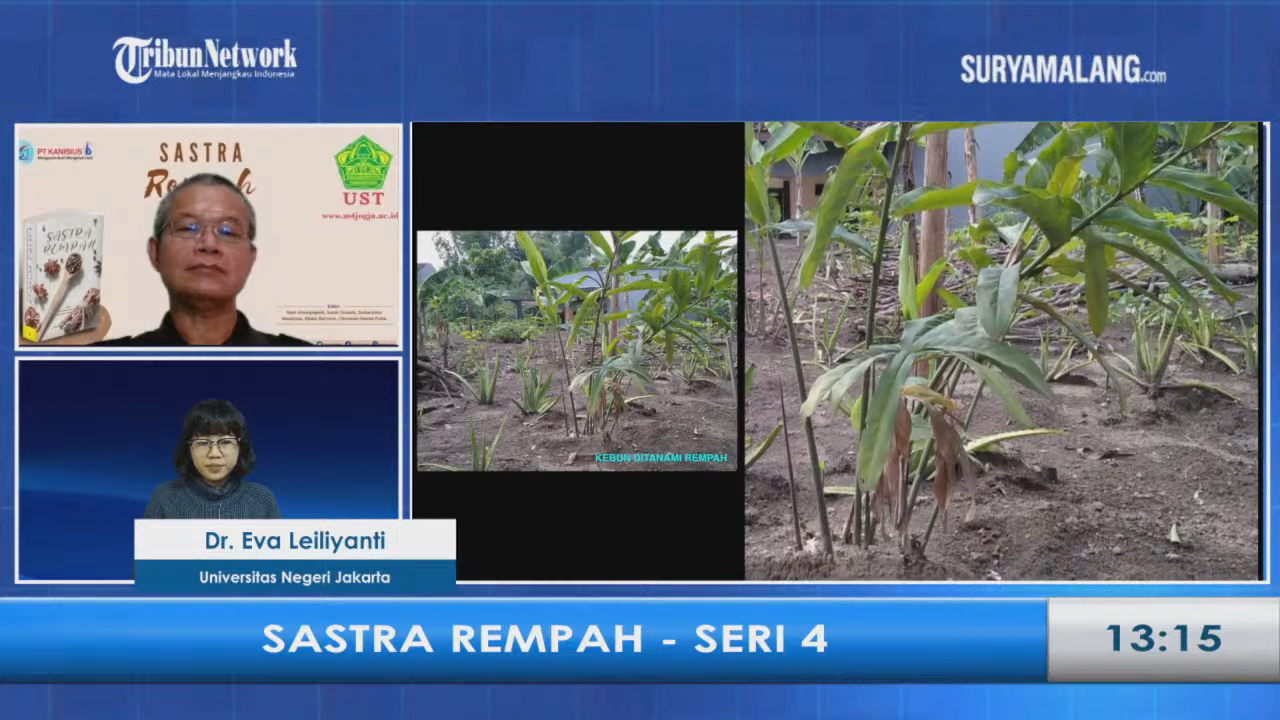 TribunNetwork
Mata Lokal Menjangkau Indonesia
SURYAMALANG.com
PT KANISIUS
SASTRA
UST
www.ustjogja.ac.id
SASTRA
REMPAH
KEBUN DITANAMI REMPAH
Dr. Eva Leiliyanti
Universitas Negeri Jakarta
SASTRA REMPAH - SERI 4
13:15